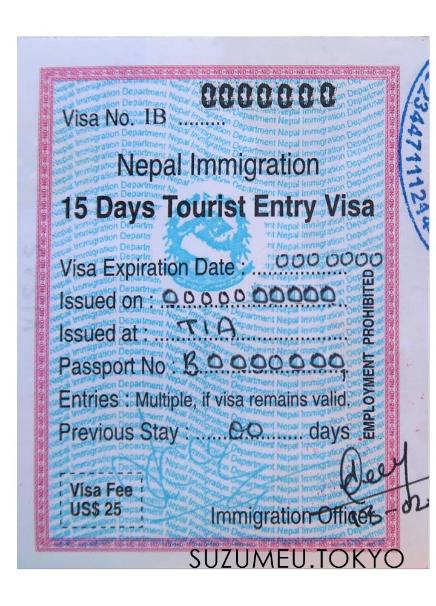 0000000
Visa No. IB .........
Nepal Immigration
15 Days Tourist Entry Visa
Visa Expiration Date : ....000 0000
Issued on : 00000 00000
Issued at : ... TIA
Passport No : B 0000000,
Entries : Multiple, if visa remains valid.
Previous Stay : ...... 00 ....... days
EMPLOYMENT PROHIBITED
Visa Fee
US$ 25
Immigration Officer
SUZUMEU.TOKYO